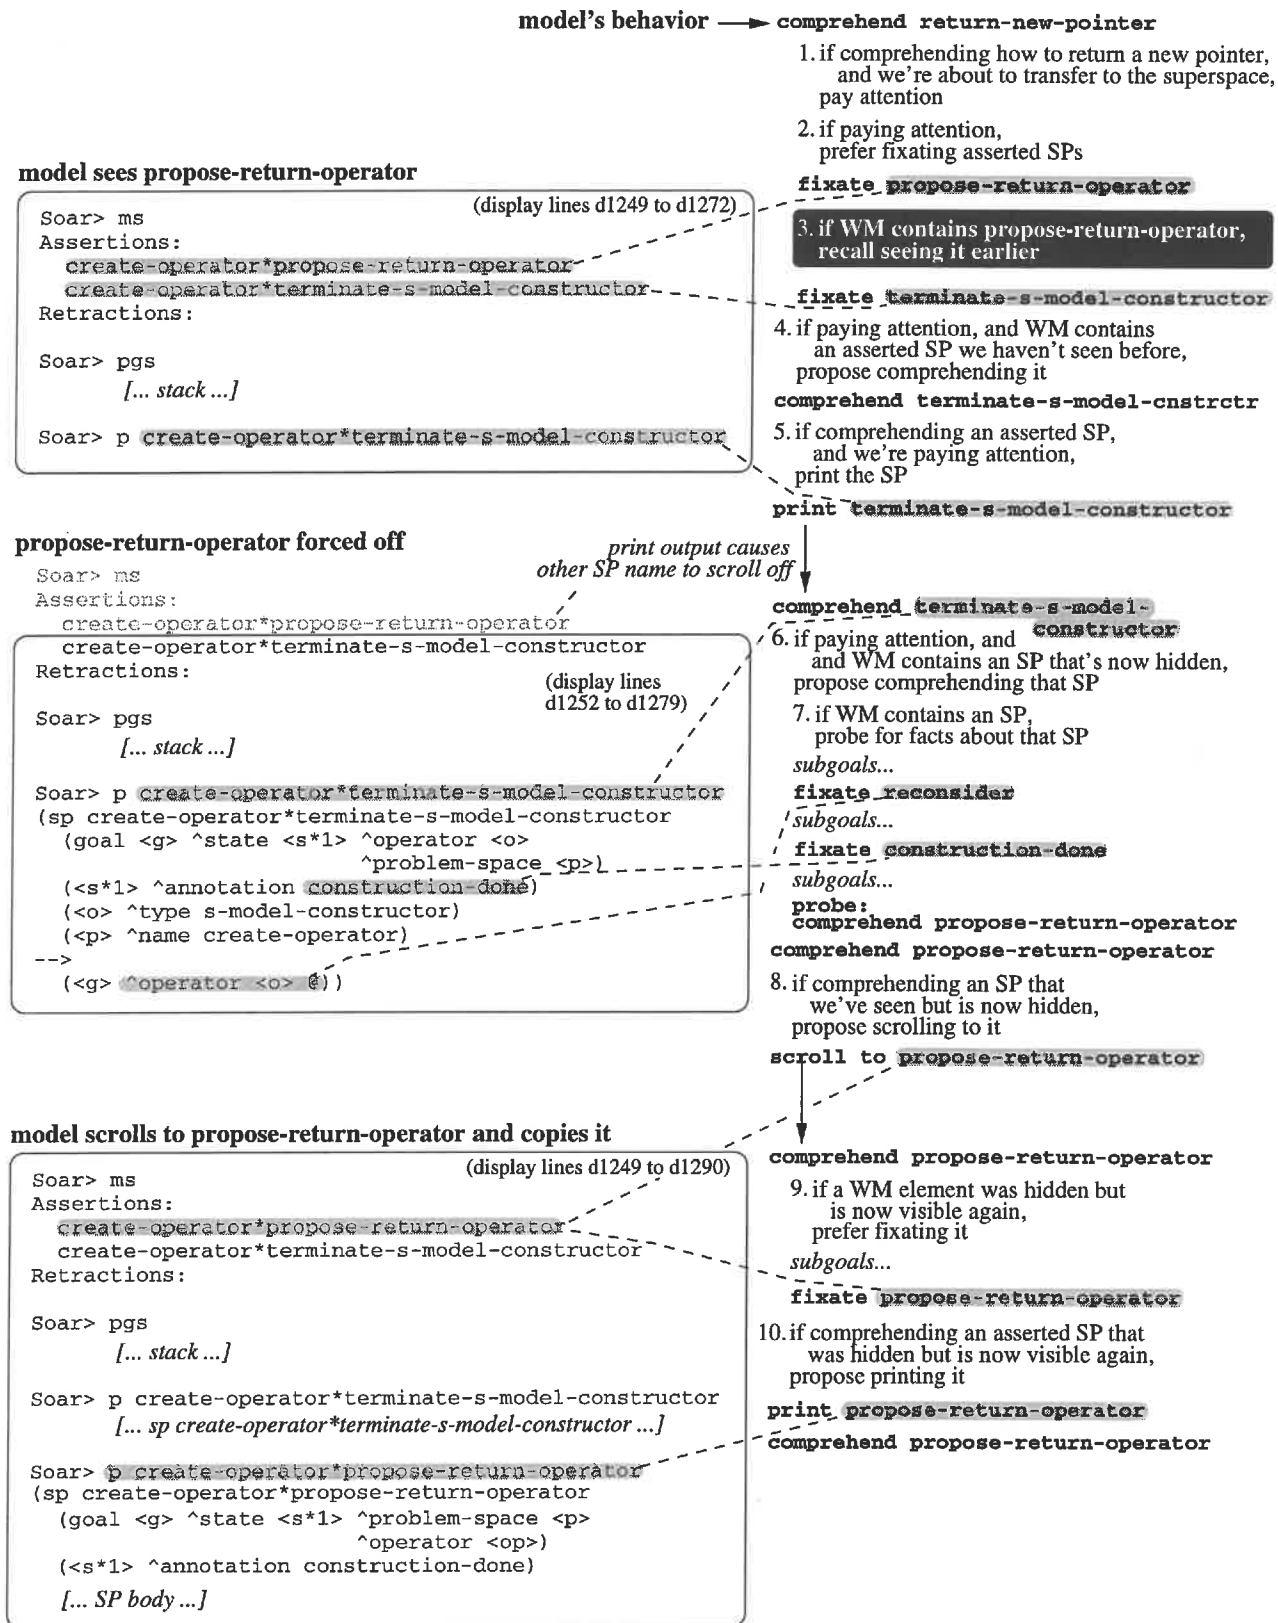 model's behavior
comprehend return-new-pointer
1. if comprehending how to return a new pointer,
and we're about to transfer to the superspace,
pay attention
2. if paying attention,
prefer fixating asserted SPs
fixate propose-return-operator
3. if WM contains propose-return-operator,
recall seeing it earlier
fixate terminate-s-model-constructor
4. if paying attention, and WM contains
an asserted SP we haven't seen before,
propose comprehending it
comprehend terminate-s-model-cnstrctr
5. if comprehending an asserted SP,
and we're paying attention,
print the SP
print terminate-s-model-constructor
model sees propose-return-operator
(display lines d1249 to d1272)
Soar> ms
Assertions:
create-operator*propose-return-operator
create-operator*terminate-s-model-constructor
Retractions:
Soar> pgs
[... stack ...]
Soar> p create-operator*terminate-s-model-constructor
print output causes
other SP name to scroll off
propose-return-operator forced off
Soar> ms
Assertions:
create-operator*propose-return-operator
create-operator*terminate-s-model-constructor
Retractions:
(display lines
d1252 to d1279)
Soar> pgs
[... stack ...]
Soar> p create-operator*terminate-s-model-constructor
(sp create-operator*terminate-s-model-constructor
(goal <g> ^state <s*1> ^operator <o>
^problem-space <p>)
(<s*1> ^annotation construction-done)
(<o> ^type s-model-constructor)
(<p> ^name create-operator)
-->
(<g> ^operator <o> @))
comprehend terminate-s-model-
constructor
6. if paying attention, and
and WM contains an SP that's now hidden,
propose comprehending that SP
7. if WM contains an SP,
probe for facts about that SP
subgoals...
fixate reconsider
subgoals...
fixate construction-done
subgoals...
probe:
comprehend propose-return-operator
comprehend propose-return-operator
8. if comprehending an SP that
we've seen but is now hidden,
propose scrolling to it
scroll to propose-return-operator
model scrolls to propose-return-operator and copies it
(display lines d1249 to d1290)
Soar> ms
Assertions:
create-operator*propose-return-operator
create-operator*terminate-s-model-constructor
Retractions:
Soar> pgs
[... stack ...]
Soar> p create-operator*terminate-s-model-constructor
[... sp create-operator*terminate-s-model-constructor ...]
Soar> p create-operator*propose-return-operator
(sp create-operator*propose-return-operator
(goal <g> ^state <s*1> ^problem-space <p>
^operator <op>)
(<s*1> ^annotation construction-done)
[... SP body ...]
comprehend propose-return-operator
9. if a WM element was hidden but
is now visible again,
prefer fixating it
subgoals...
fixate propose-return-operator
10. if comprehending an asserted SP that
was hidden but is now visible again,
propose printing it
print propose-return-operator
comprehend propose-return-operator